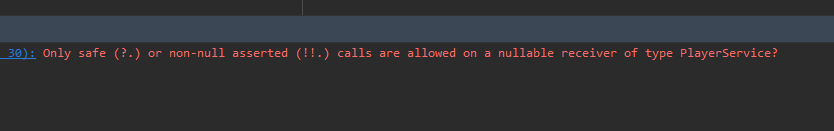 30): Only safe (?.) or non-null asserted (!!.) calls are allowed on a nullable receiver of type PlayerService?